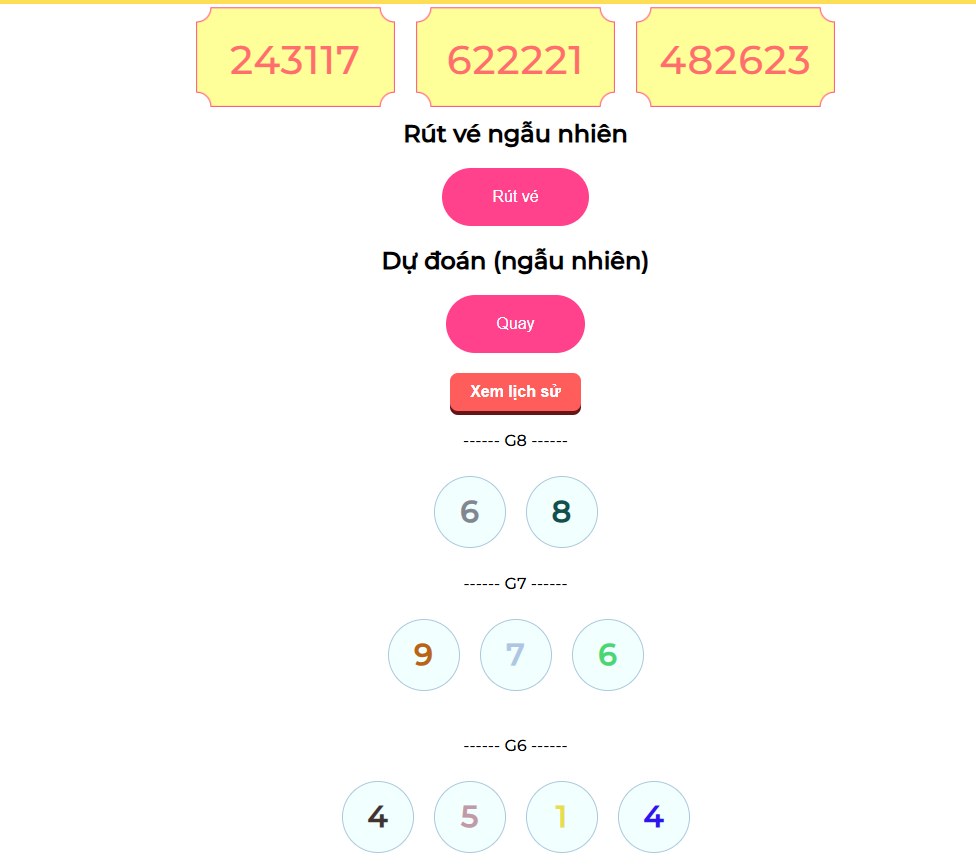 243117 622221 482623
Rút vé ngẫu nhiên
Rút vé
Dự đoán (ngẫu nhiên)
Quay
Xem lịch sử
------ G8 ------
6 8
------ G7 ------
9 7 6
------ G6 ------
4 5 1 4